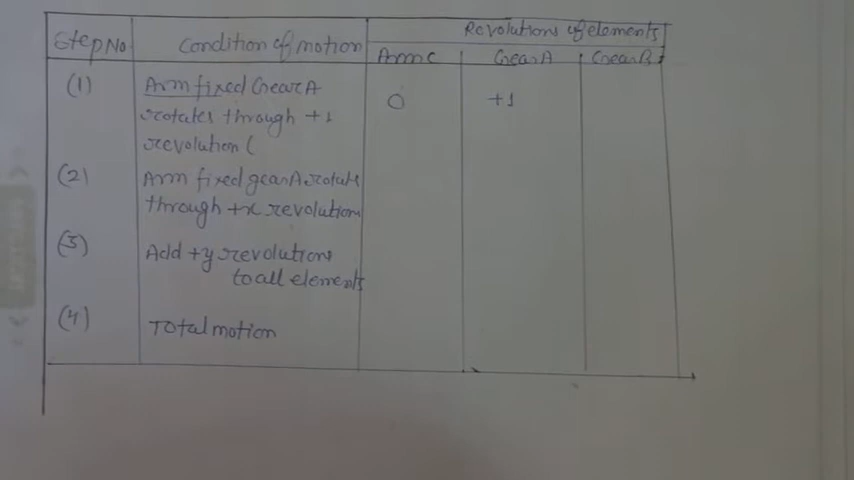 Step No Condition of motion Revolutions of elements
Arm C Gear A Gear B
(1) Arm fixed Gear A 0 +1
rotates through +1
revolution (
(2) Arm fixed gear A rotate
through +x revolutions
(3) Add +y revolutions
to all elements
(4) Total motion